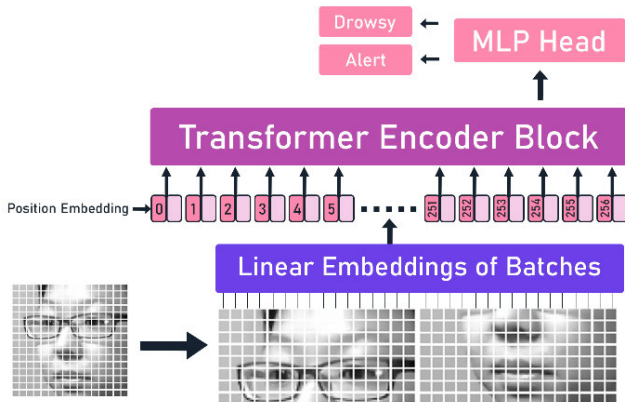 Drowsy
MLP Head
Alert
Transformer Encoder Block
Position Embedding
0 1 2 3 4 5 ...... 251 252 253 254 255 256
Linear Embeddings of Batches